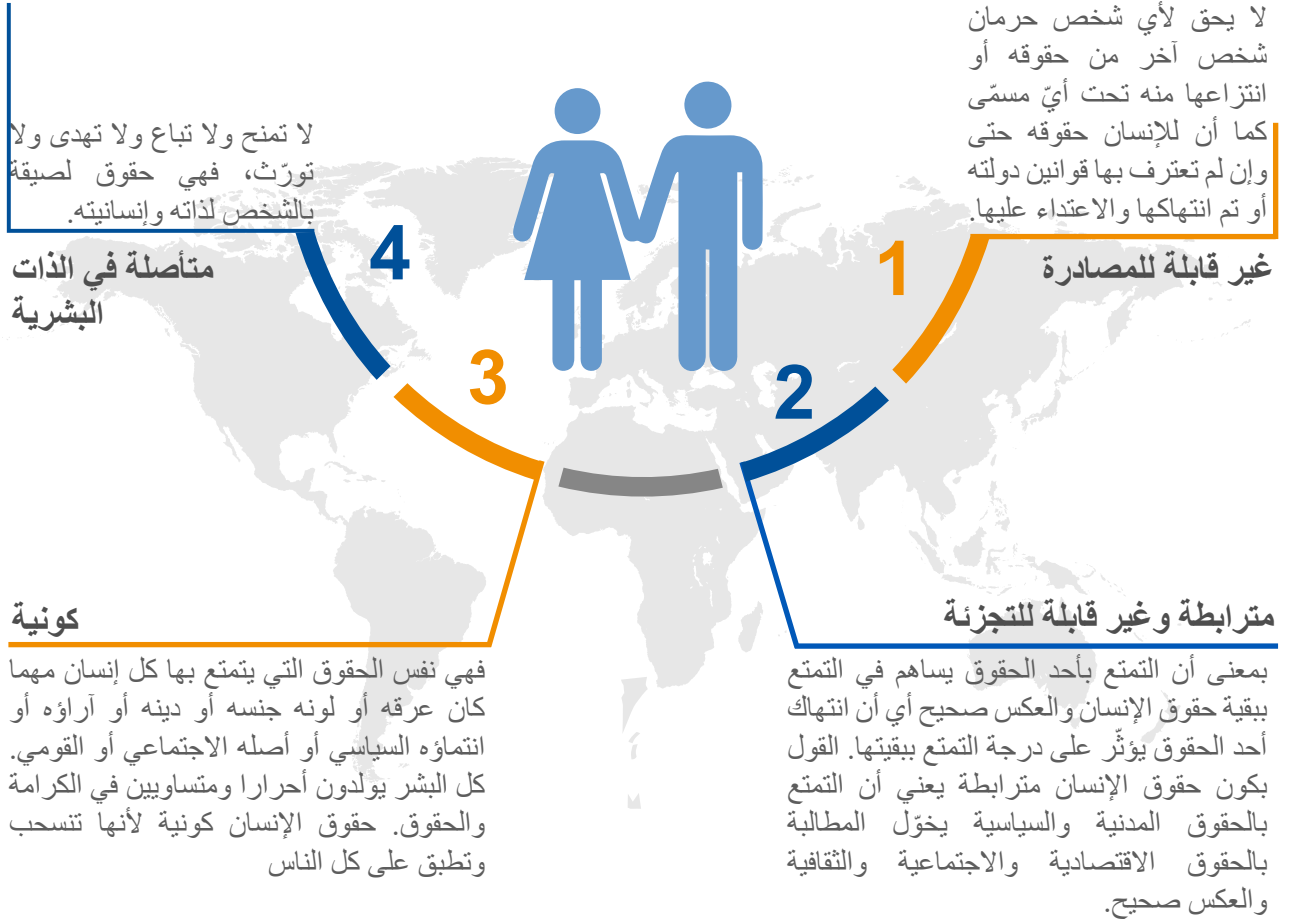 لا يحق لأي شخص حرمان
شخص آخر من حقوقه أو
انتزاعها منه تحت أيّ مسمّى
كما أن للإنسان حقوقه حتى
وإن لم تعترف بها قوانين دولته
أو تم انتهاكها والاعتداء عليها.
1
غير قابلة للمصادرة
2
مترابطة وغير قابلة للتجزئة
بمعنى أن التمتع بأحد الحقوق يساهم في التمتع
ببقية حقوق الإنسان والعكس صحيح أي أن انتهاك
أحد الحقوق يؤثّر على درجة التمتع ببقيتها. القول
بكون حقوق الإنسان مترابطة يعني أن التمتع
بالحقوق المدنية والسياسية يخوّل المطالبة
بالحقوق الاقتصادية والاجتماعية والثقافية
والعكس صحيح.
3
كونية
فهي نفس الحقوق التي يتمتع بها كل إنسان مهما
كان عرقه أو لونه جنسه أو دينه أو آراؤه أو
انتماؤه السياسي أو أصله الاجتماعي أو القومي.
كل البشر يولدون أحرارا ومتساويين في الكرامة
والحقوق. حقوق الإنسان كونية لأنها تنسحب
وتطبق على كل الناس
4
لا تمنح ولا تباع ولا تهدى ولا
تورّث، فهي حقوق لصيقة
بالشخص لذاته وإنسانيته.
متأصلة في الذات
البشرية